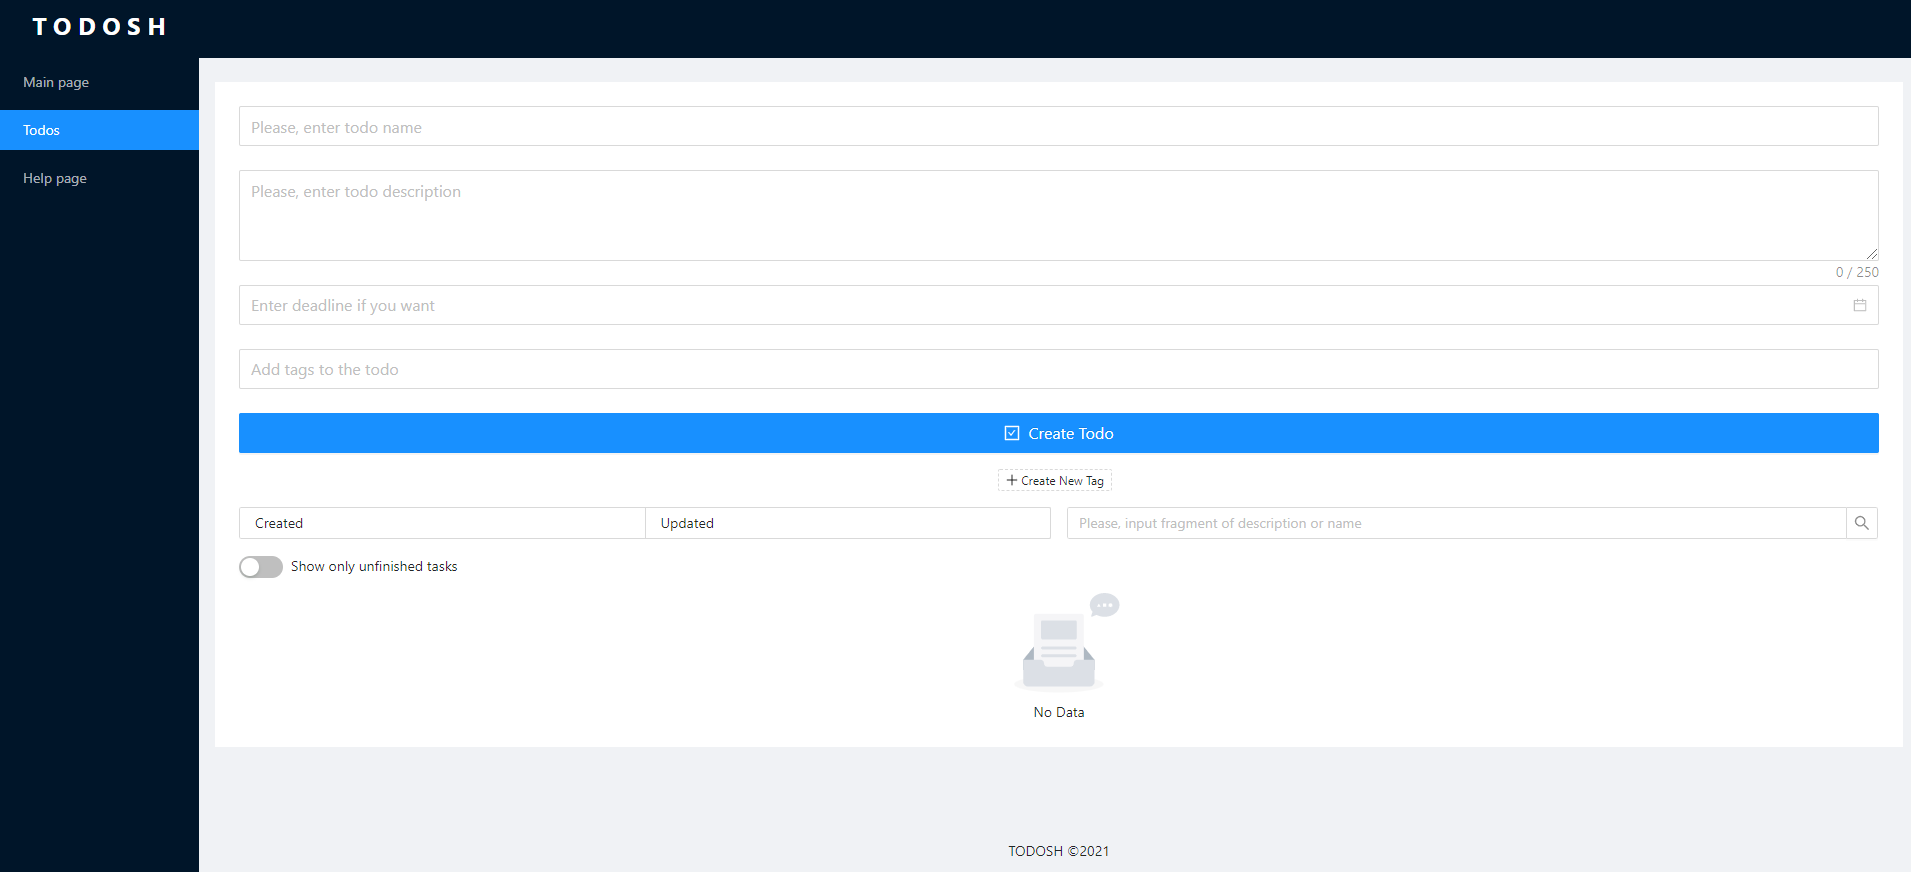 TODOSH
Main page
Todos
Help page
Please, enter todo name
Please, enter todo description
0 / 250
Enter deadline if you want
Add tags to the todo
Create Todo
Create New Tag
Created
Updated
Please, input fragment of description or name
Show only unfinished tasks
No Data
TODOSH ©2021